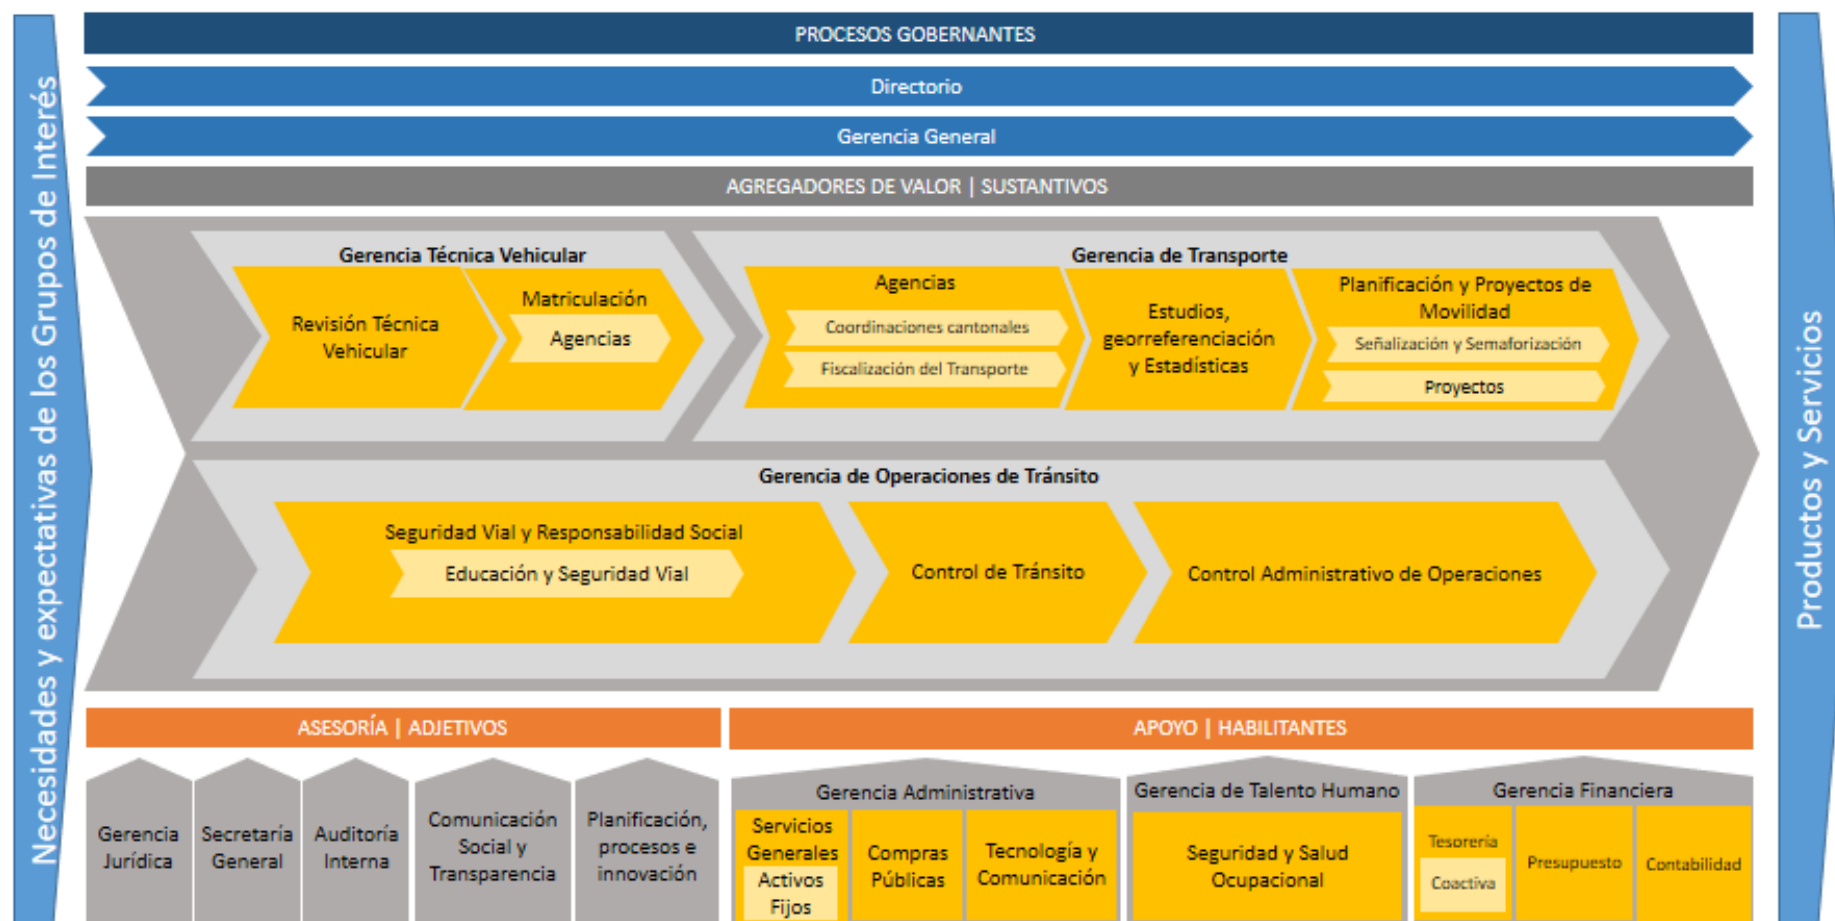 Necesidades y expectativas de los Grupos de Interés
PROCESOS GOBERNANTES
Directorio
Gerencia General
AGREGADORES DE VALOR | SUSTANTIVOS
Gerencia Técnica Vehicular
Revisión Técnica
Vehicular
Matriculación
Agencias
Gerencia de Transporte
Agencias
Coordinaciones cantonales
Fiscalización del Transporte
Estudios,
georreferenciación
y Estadísticas
Planificación y Proyectos de
Movilidad
Señalización y Semaforización
Proyectos
Gerencia de Operaciones de Tránsito
Seguridad Vial y Responsabilidad Social
Educación y Seguridad Vial
Control de Tránsito
Control Administrativo de Operaciones
ASESORÍA | ADJETIVOS
Gerencia
Jurídica
Secretaría
General
Auditoría
Interna
Comunicación
Social y
Transparencia
Planificación,
procesos e
innovación
APOYO | HABILITANTES
Gerencia Administrativa
Servicios
Generales
Activos
Fijos
Compras
Públicas
Tecnología y
Comunicación
Gerencia de Talento Humano
Seguridad y Salud
Ocupacional
Gerencia Financiera
Tesorería
Coactiva
Presupuesto
Contabilidad
Productos y Servicios